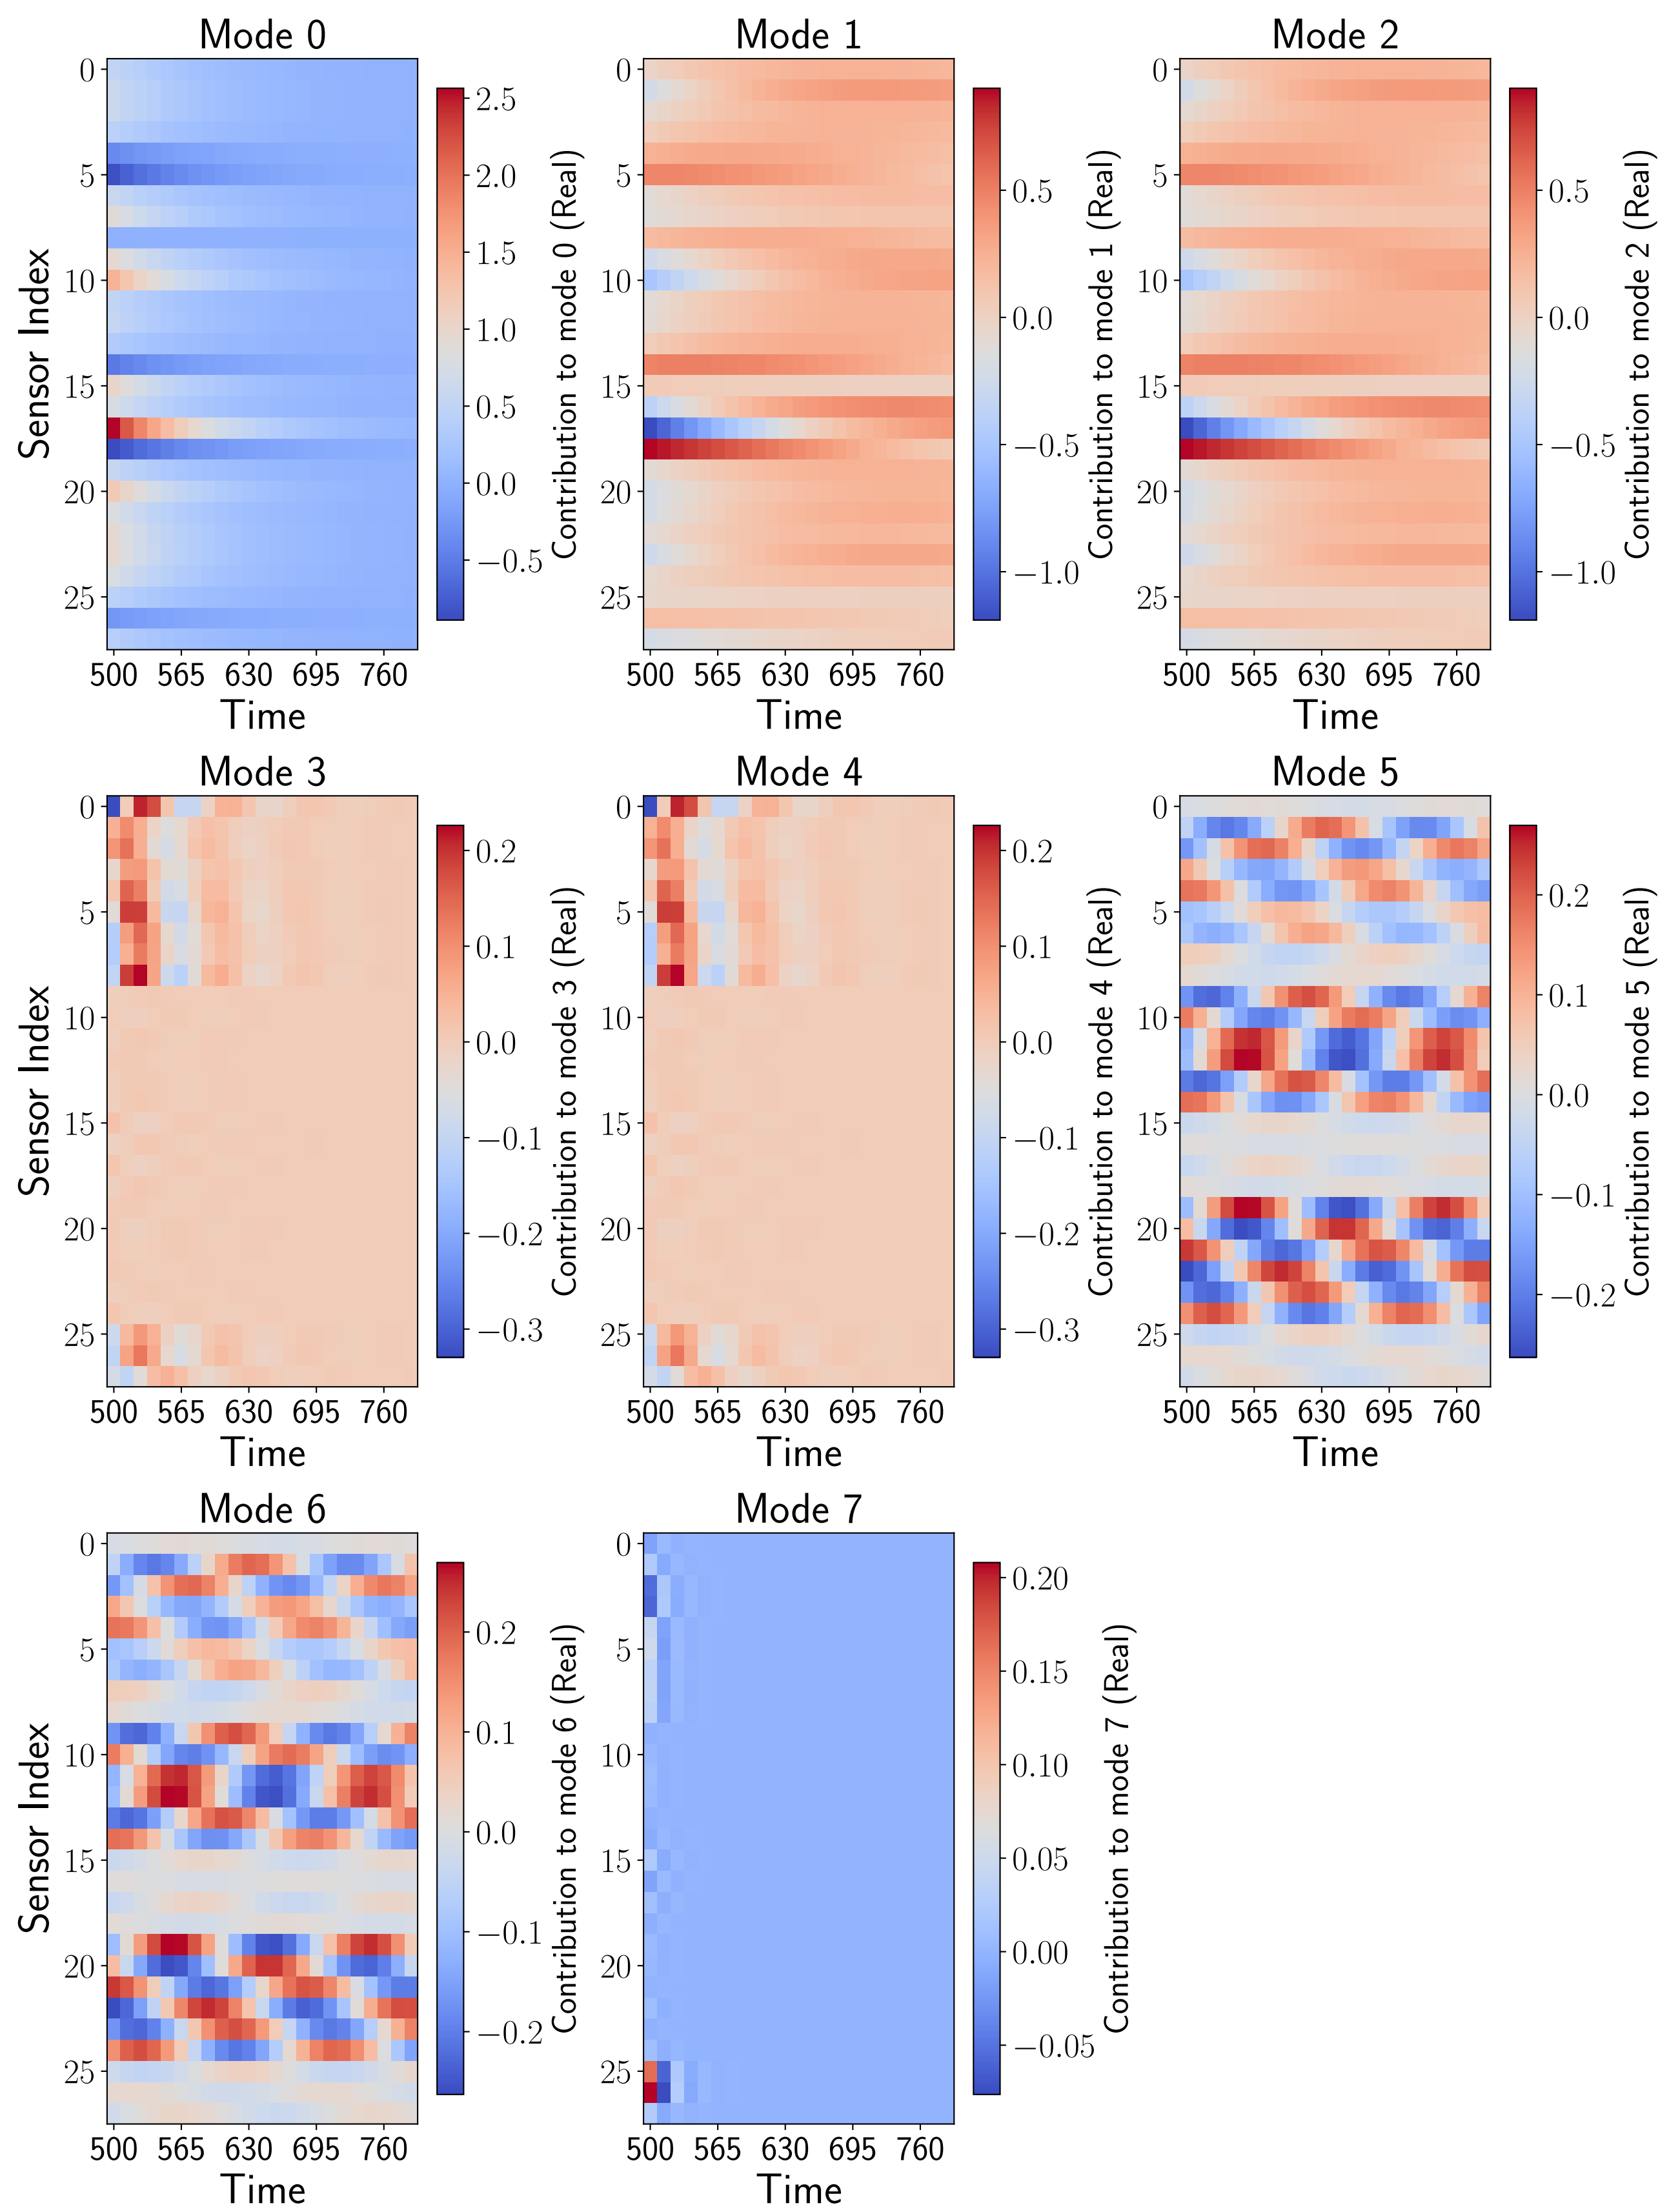 Mode 0
Mode 1
Mode 2
Sensor Index
0
5
10
15
20
25
500 565 630 695 760
Time
2.5
2.0
1.5
1.0
0.5
0.0
−0.5
Contribution to mode 0 (Real)
0
5
10
15
20
25
500 565 630 695 760
Time
0.5
0.0
−0.5
−1.0
Contribution to mode 1 (Real)
0
5
10
15
20
25
500 565 630 695 760
Time
0.5
0.0
−0.5
−1.0
Contribution to mode 2 (Real)
Mode 3
Mode 4
Mode 5
Sensor Index
0
5
10
15
20
25
500 565 630 695 760
Time
0.2
0.1
0.0
−0.1
−0.2
−0.3
Contribution to mode 3 (Real)
0
5
10
15
20
25
500 565 630 695 760
Time
0.2
0.1
0.0
−0.1
−0.2
−0.3
Contribution to mode 4 (Real)
0
5
10
15
20
25
500 565 630 695 760
Time
0.2
0.1
0.0
−0.1
−0.2
Contribution to mode 5 (Real)
Mode 6
Mode 7
Sensor Index
0
5
10
15
20
25
500 565 630 695 760
Time
0.2
0.1
0.0
−0.1
−0.2
Contribution to mode 6 (Real)
0
5
10
15
20
25
500 565 630 695 760
Time
0.20
0.15
0.10
0.05
0.00
−0.05
Contribution to mode 7 (Real)